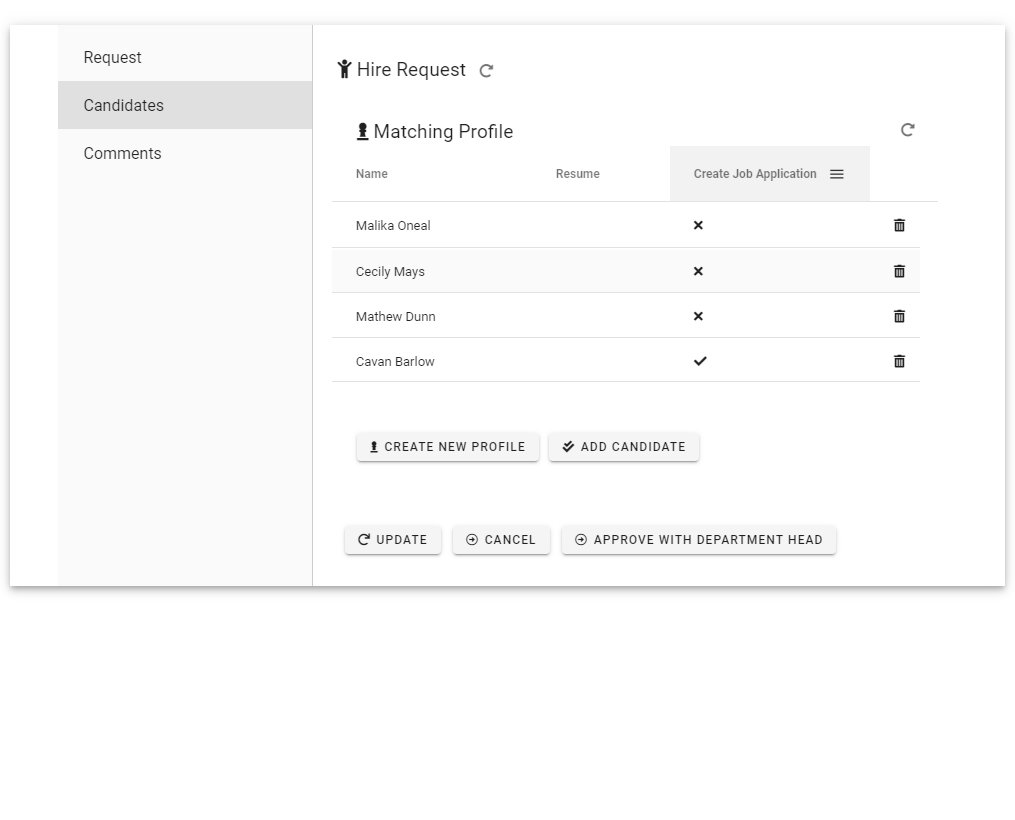 Request
Candidates
Comments
Hire Request
Matching Profile
Name Resume Create Job Application
Malika Oneal
Cecily Mays
Mathew Dunn
Cavan Barlow
CREATE NEW PROFILE ADD CANDIDATE
UPDATE CANCEL APPROVE WITH DEPARTMENT HEAD